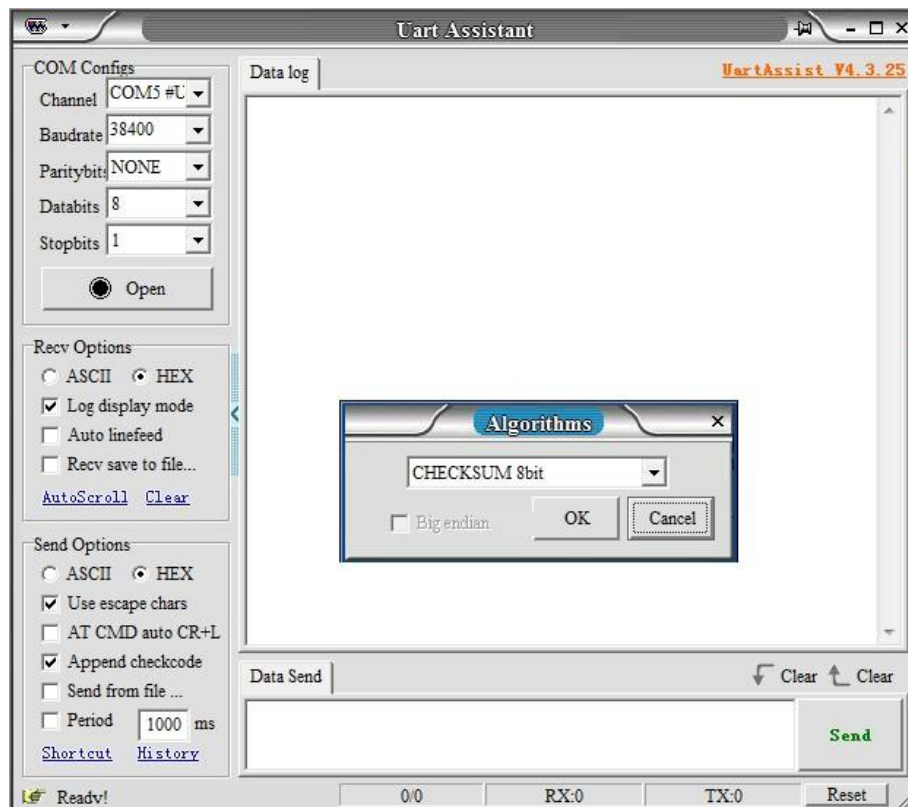 Uart Assistant
COM Configs
Channel COM5 #U
Baudrate 38400
Paritybits NONE
Databits 8
Stopbits 1
Open
Recv Options
ASCII HEX
Log display mode
Auto linefeed
Recv save to file...
AutoScroll Clear
Send Options
ASCII HEX
Use escape chars
AT CMD auto CR+L
Append checkcode
Send from file ...
Period 1000 ms
Shortcut History
Data log
UartAssist V4.3.25
Algorithms
CHECKSUM 8bit
Big endian
OK
Cancel
Data Send
Clear Clear
Send
Ready!
0/0
RX:0
TX:0
Reset